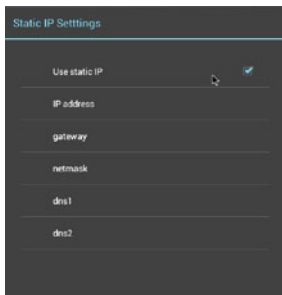 Static IP Setttings
Use static IP
IP address
gateway
netmask
dns1
dns2